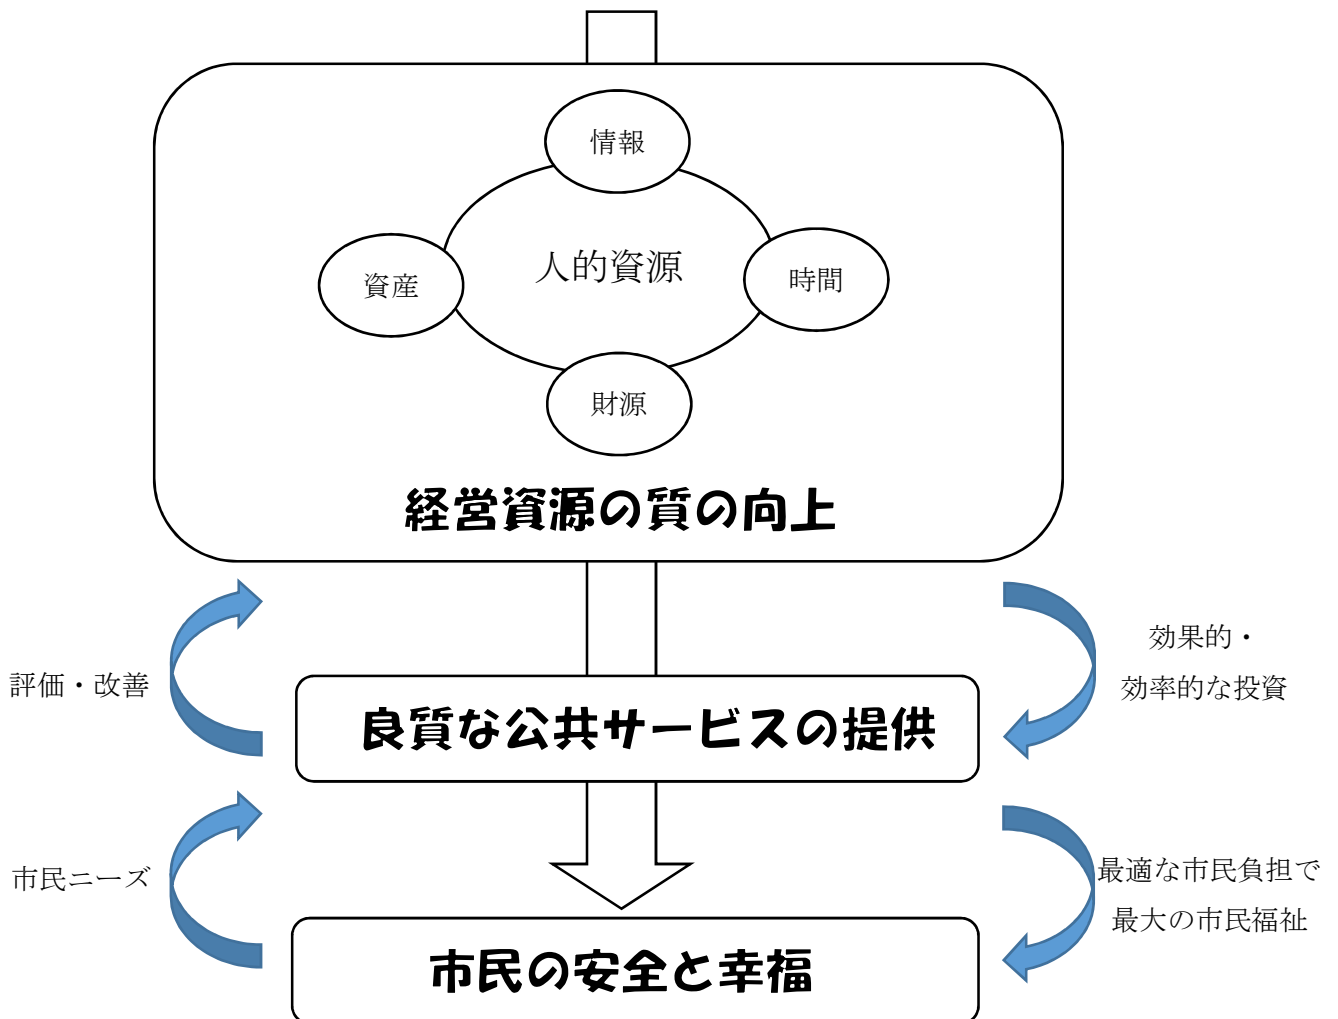 情報
人的資源
資産
時間
財源
経営資源の質の向上
評価・改善
効果的・
効率的な投資
良質な公共サービスの提供
市民ニーズ
最適な市民負担で
最大の市民福祉
市民の安全と幸福